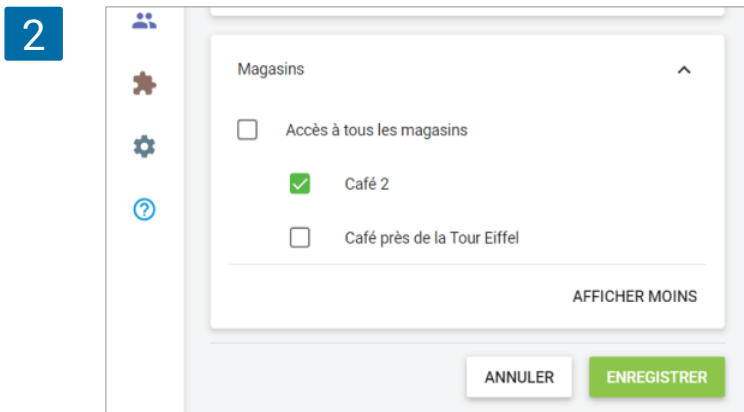 2
Magasins
Accès à tous les magasins
Café 2
Café près de la Tour Eiffel
AFFICHER MOINS
ANNULER ENREGISTRER